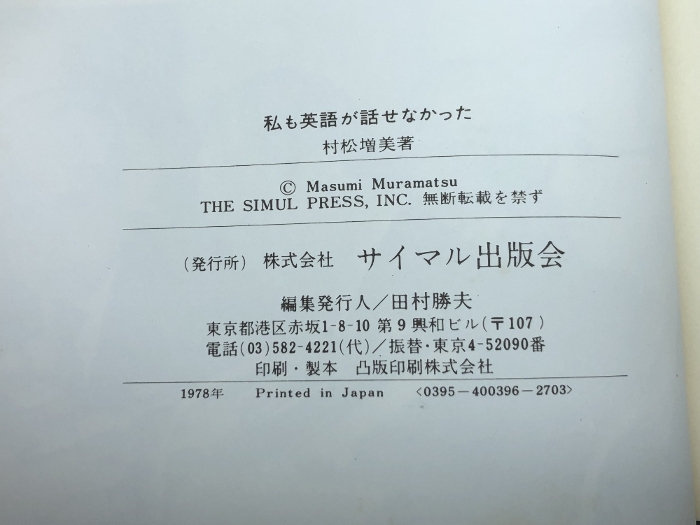 私も英語が話せなかった
村松増美著
© Masumi Muramatsu
THE SIMUL PRESS, INC. 無断転載を禁ず
(発行所) 株式会社 サイマル出版会
編集発行人/田村勝夫
東京都港区赤坂1-8-10 第9興和ビル(〒107)
電話(03)582-4221(代)/振替・東京4-52090番
印刷・製本 凸版印刷株式会社
1978年 Printed in Japan <0395-400396-2703>